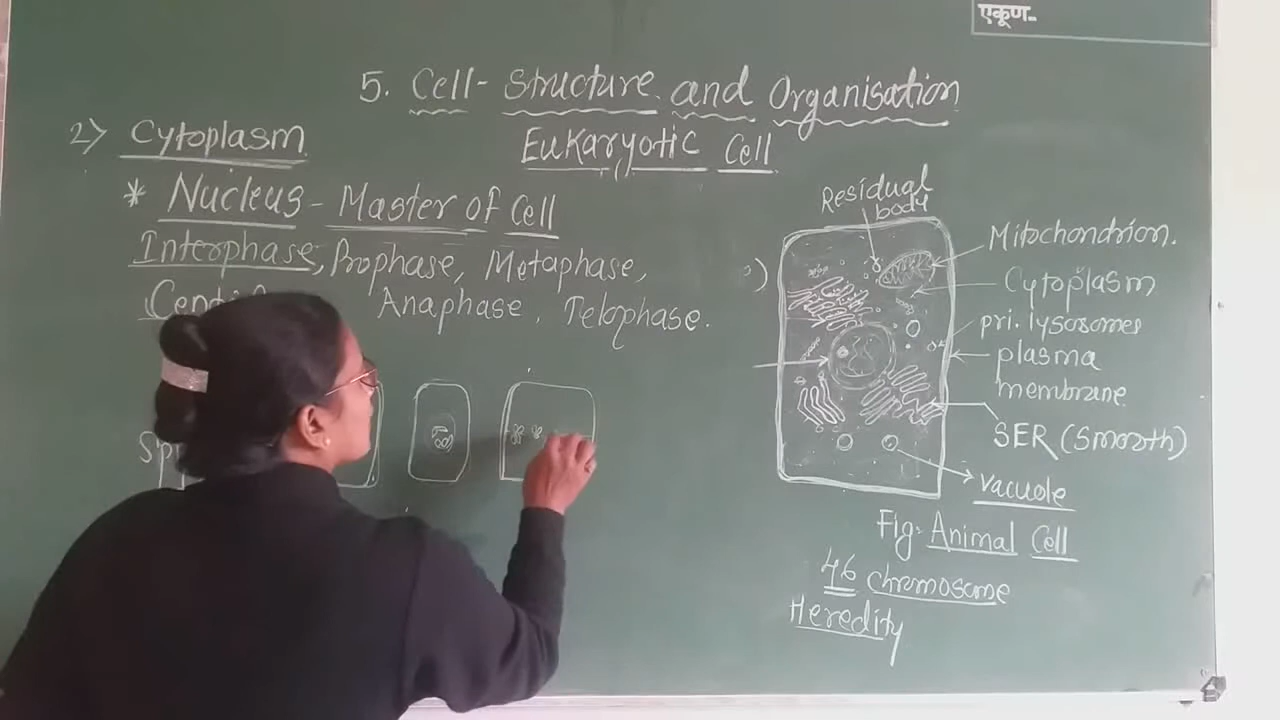 एकूण-
5. Cell- Structure and Organisation
2) Cytoplasm
Eukaryotic Cell
* Nucleus - Master of Cell
Interphase, Prophase, Metaphase,
Anaphase, Telophase.
Residual
body
Mitochondrion.
Cytoplasm
pri. lysosomes
plasma
membrane
SER (Smooth)
Vacuole
Fig:- Animal Cell
46 chromosome
Heredity